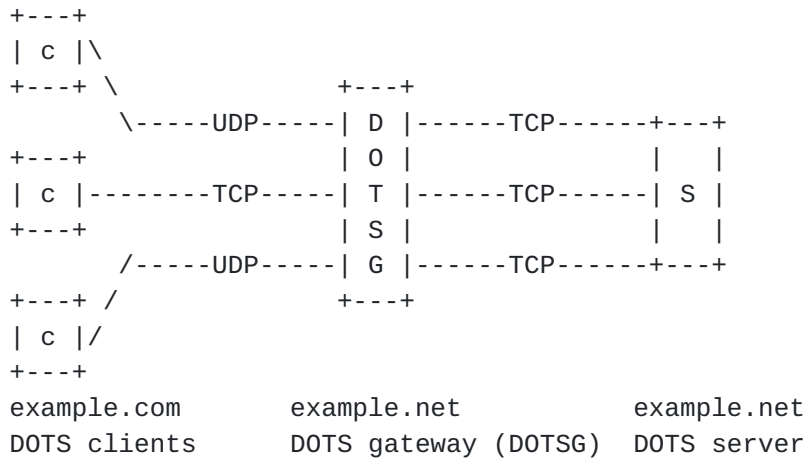 +---+
| c |\
+---+ \              +---+
       \-----UDP-----| D |------TCP------+---+
+---+                | O |               |   |
| c |--------TCP-----| T |------TCP------| S |
+---+                | S |               |   |
       /-----UDP-----| G |------TCP------+---+
+---+ /              +---+
| c |/
+---+
example.com       example.net            example.net
DOTS clients      DOTS gateway (DOTSG)  DOTS server